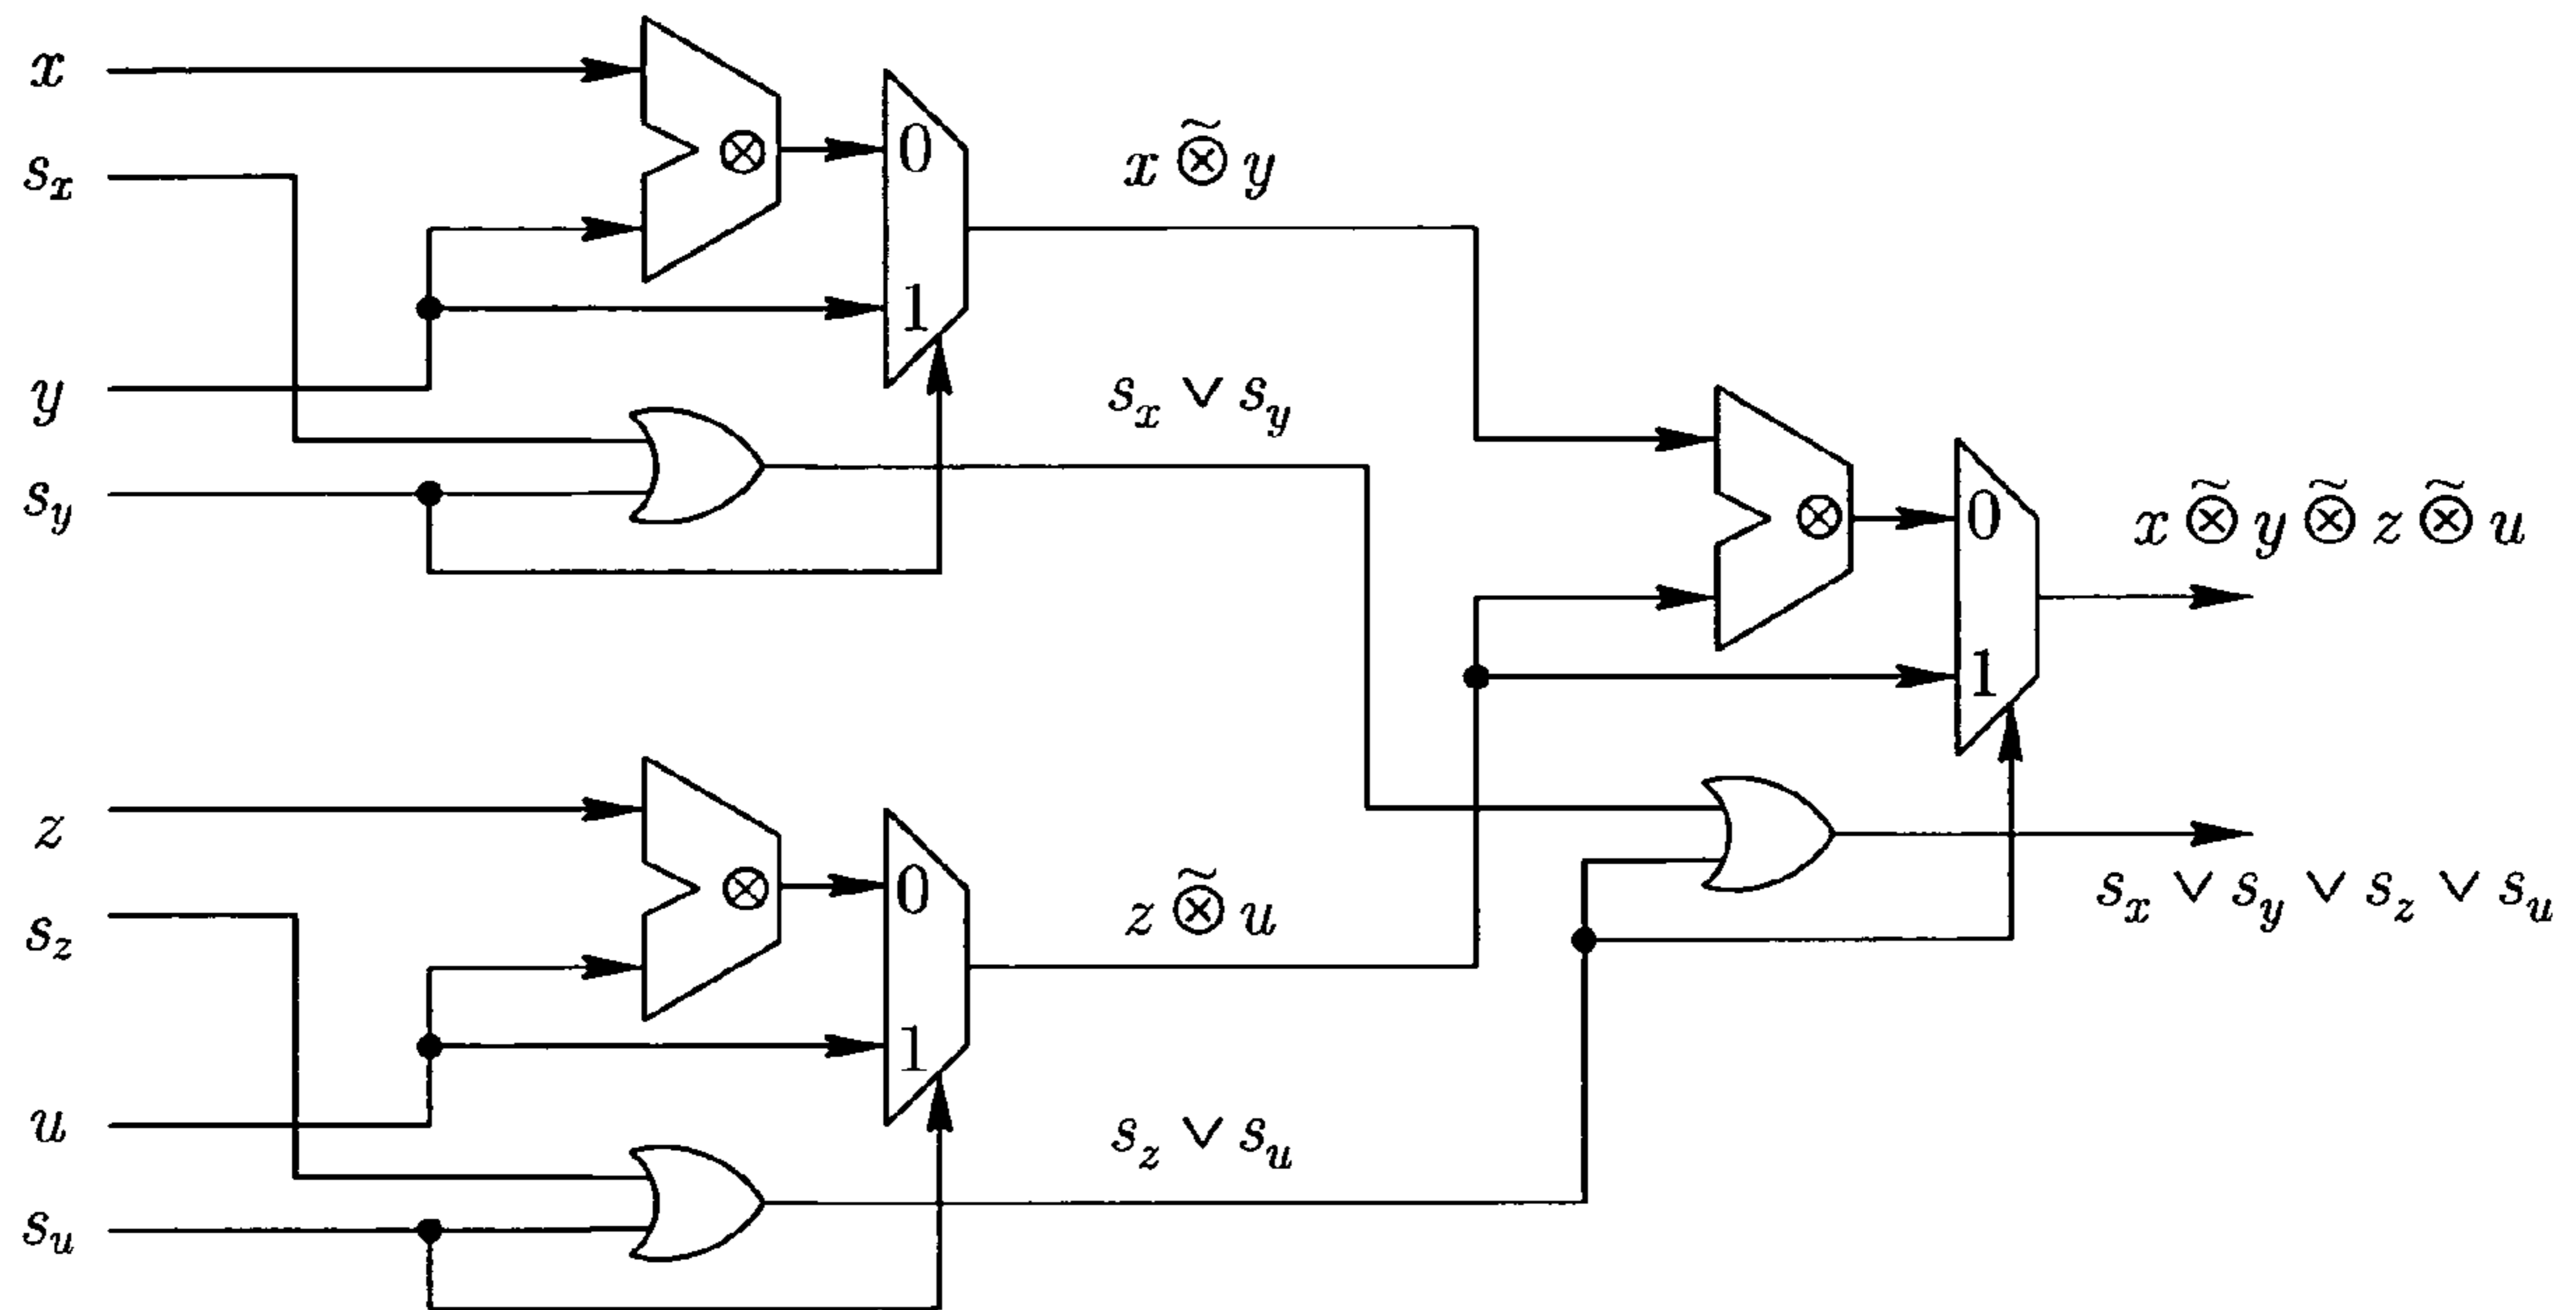 x
s_x
y
s_y
⊗
0
1
x ⊗̃ y
s_x ∨ s_y
z
s_z
u
s_u
⊗
0
1
z ⊗̃ u
s_z ∨ s_u
⊗
0
1
x ⊗̃ y ⊗̃ z ⊗̃ u
s_x ∨ s_y ∨ s_z ∨ s_u